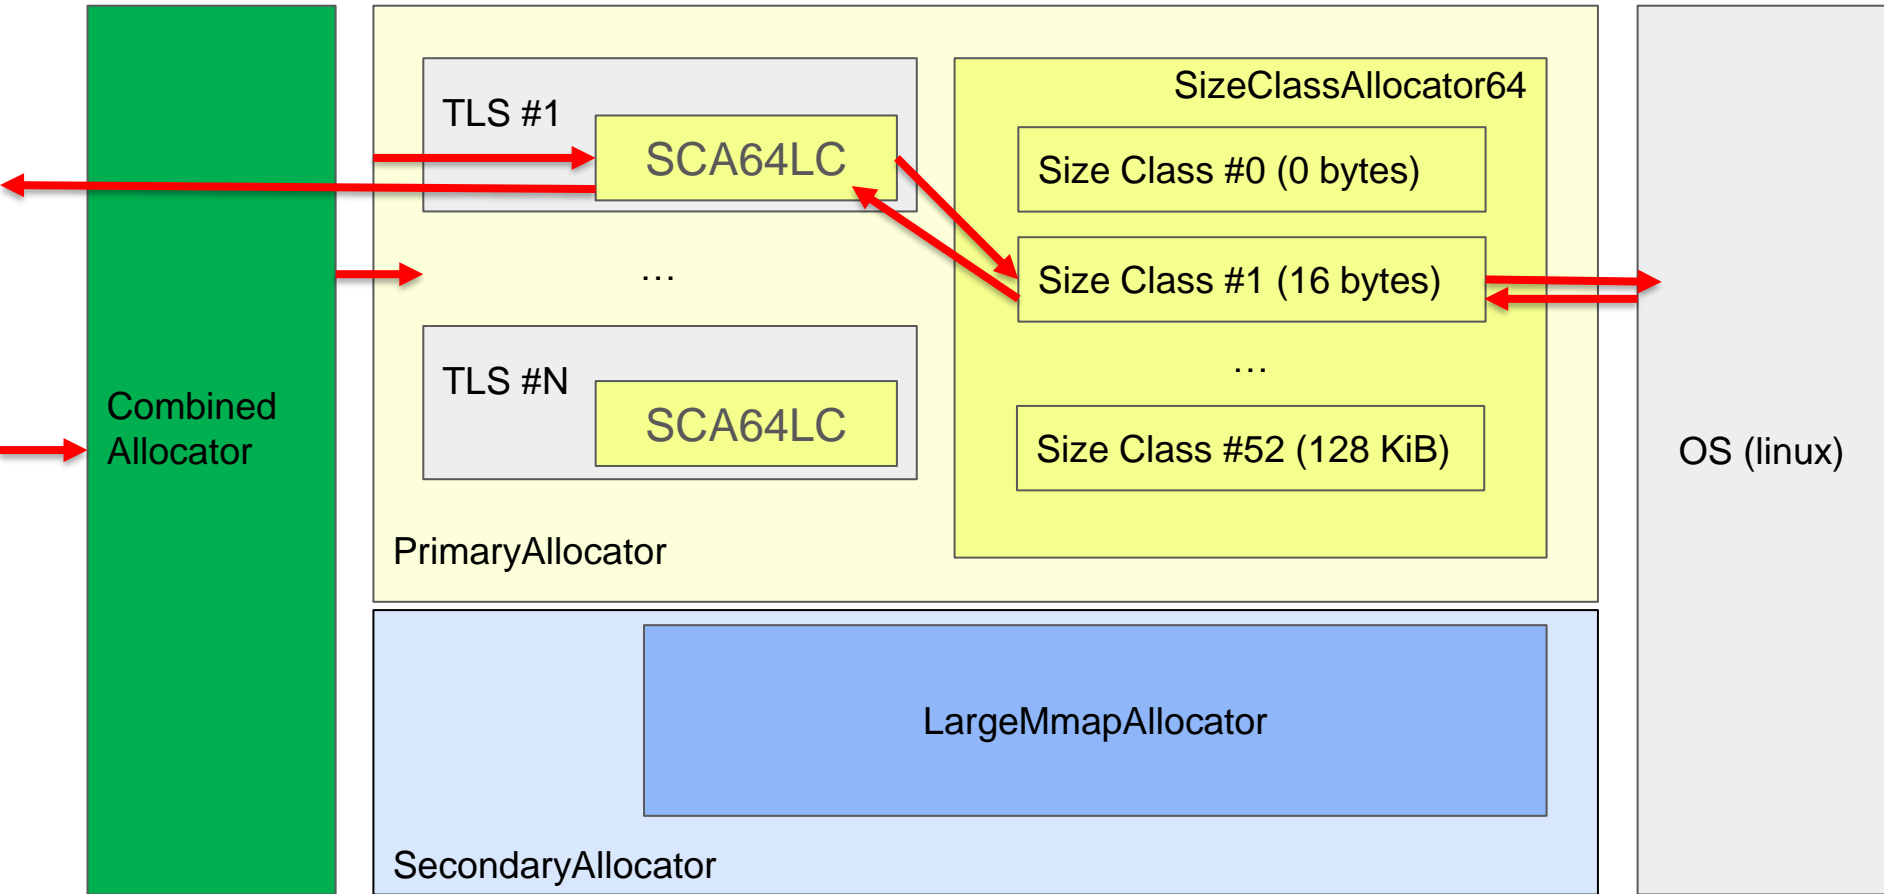 Combined
Allocator
TLS #1
SCA64LC
…
TLS #N
SCA64LC
PrimaryAllocator
SizeClassAllocator64
Size Class #0 (0 bytes)
Size Class #1 (16 bytes)
…
Size Class #52 (128 KiB)
LargeMmapAllocator
SecondaryAllocator
OS (linux)